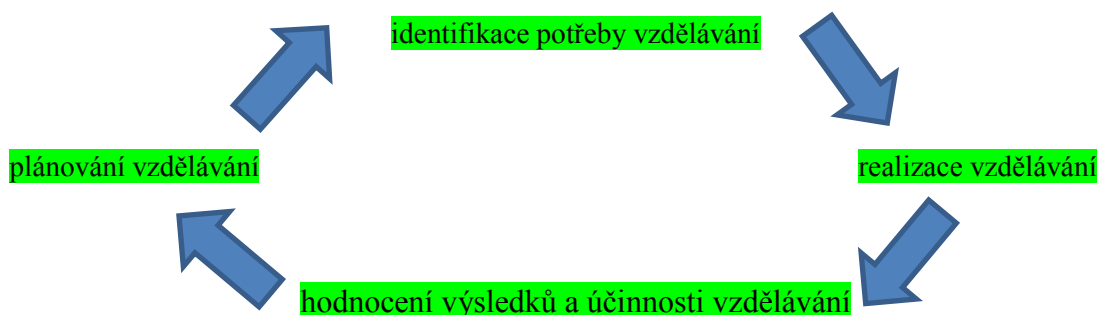 identifikace potřeby vzdělávání
plánování vzdělávání
realizace vzdělávání
hodnocení výsledků a účinnosti vzdělávání